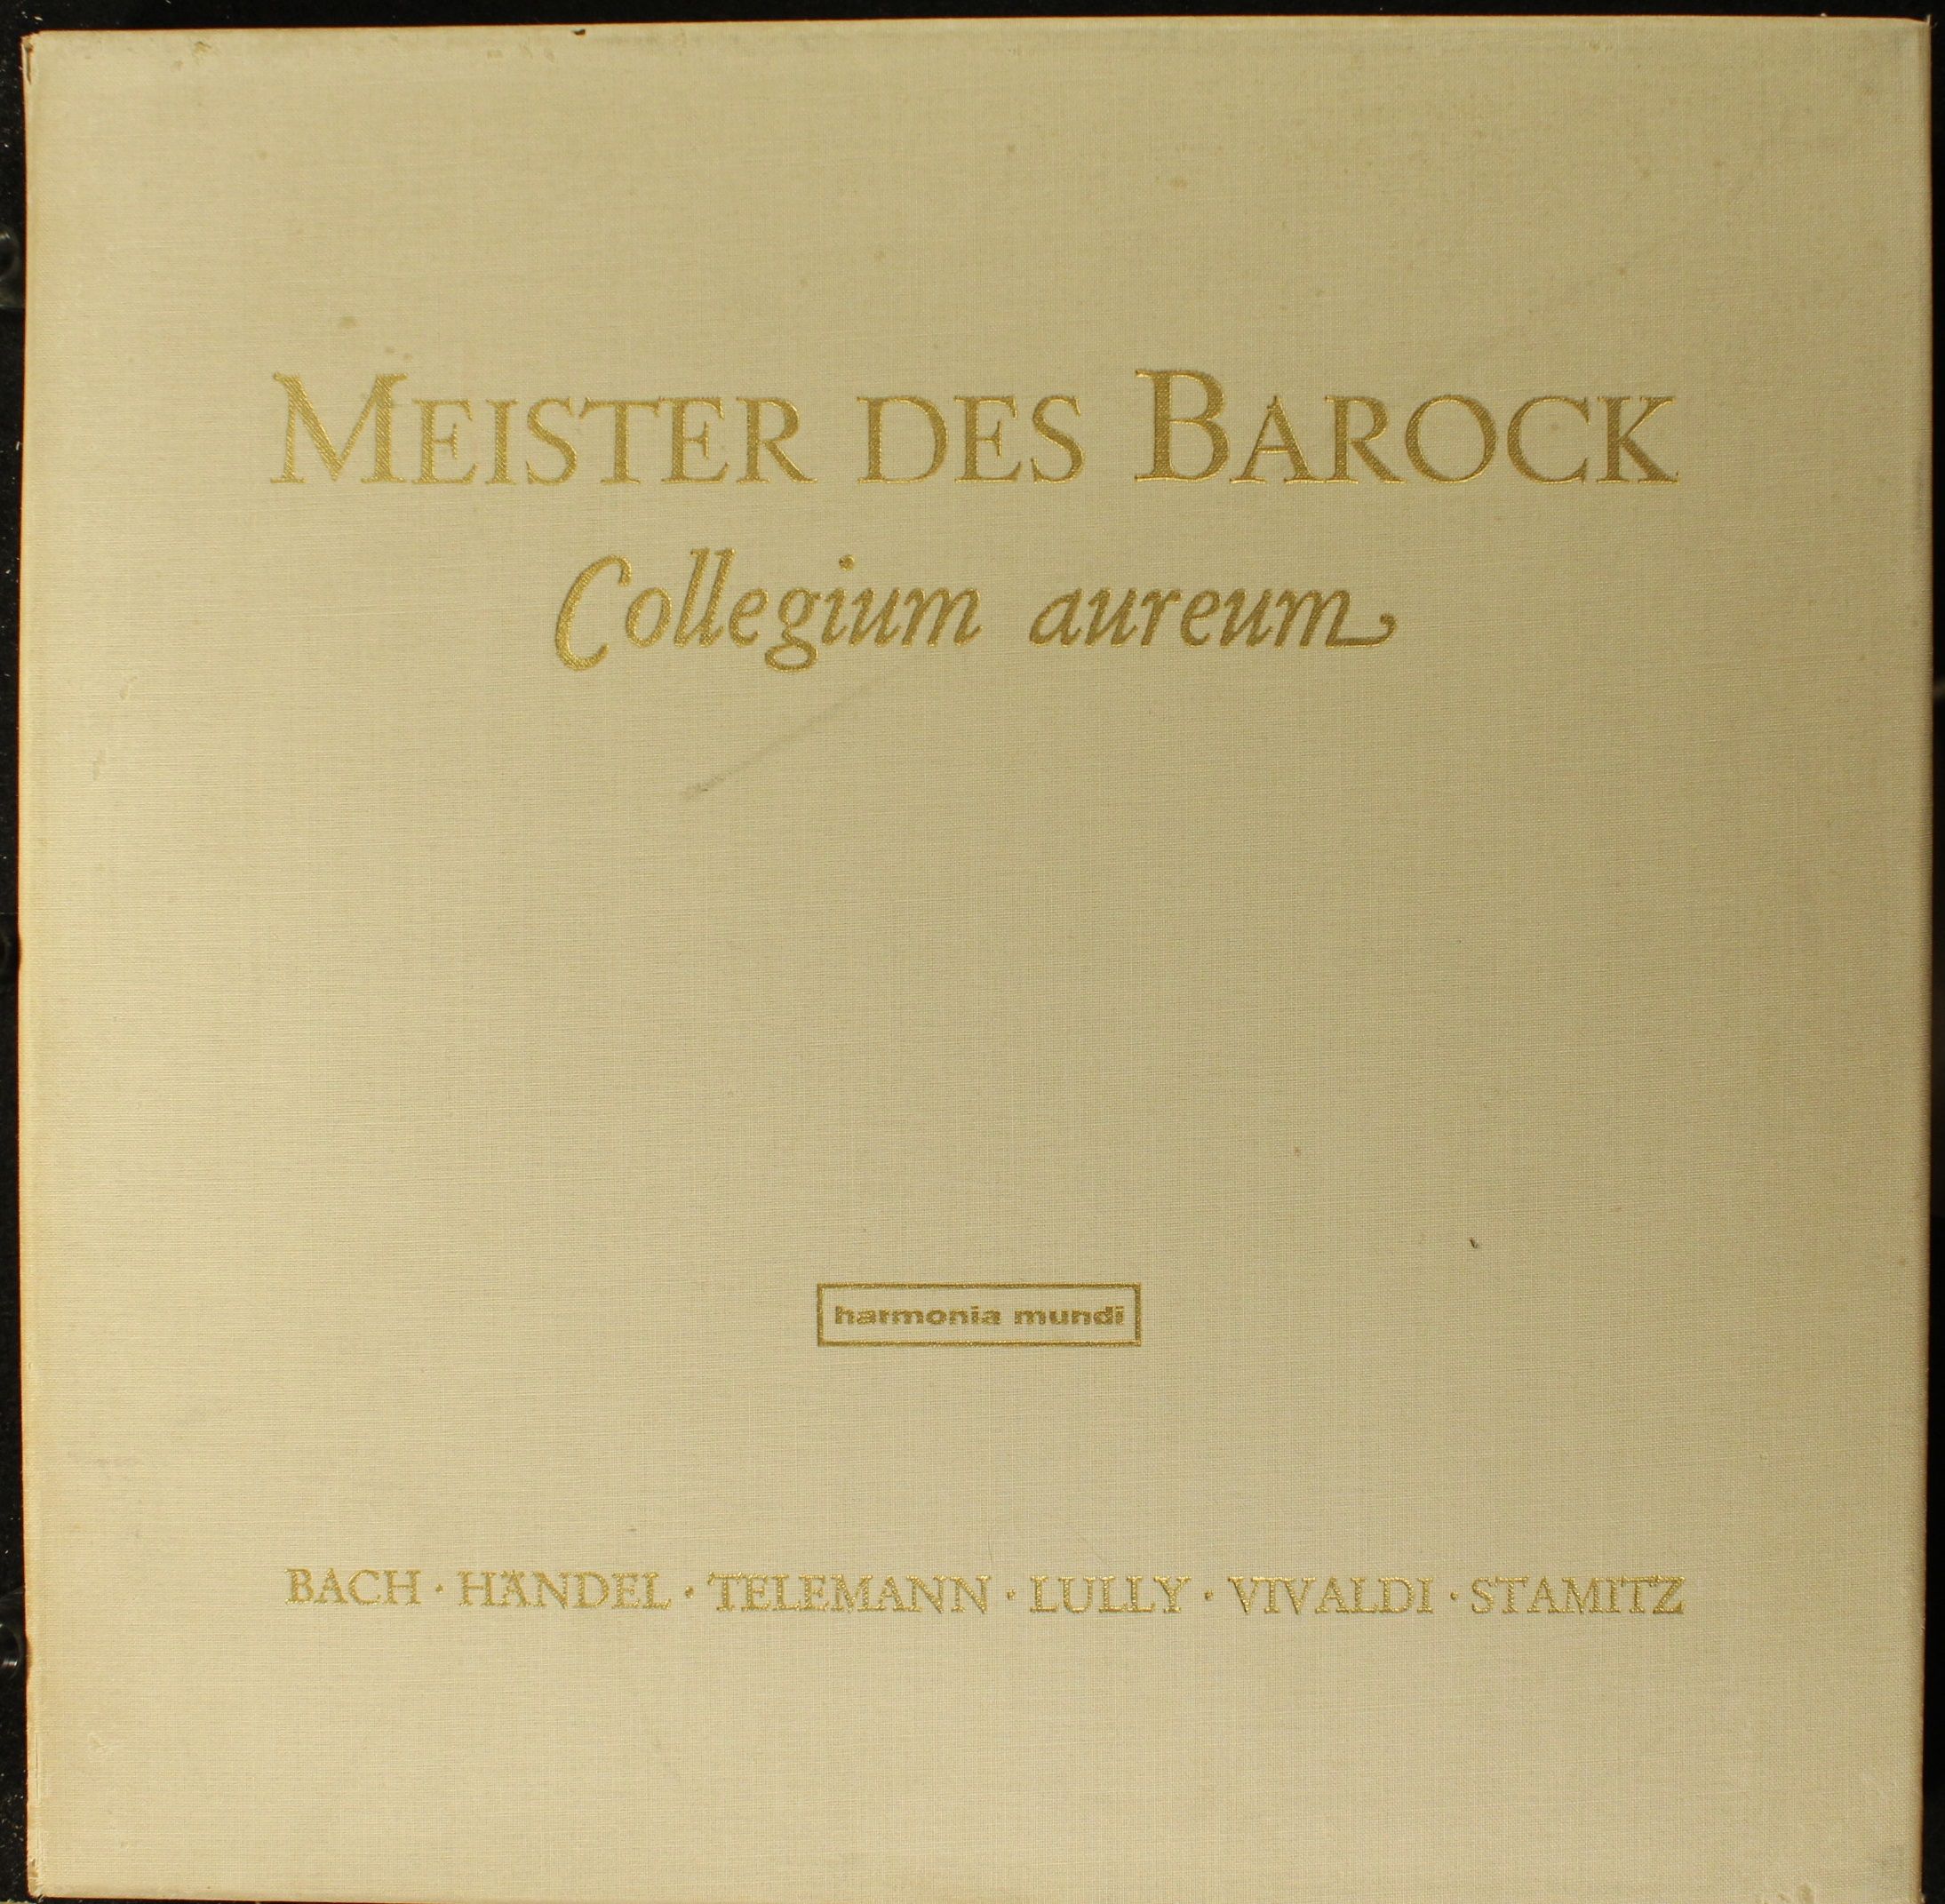 MEISTER DES BAROCK
Collegium aureum
harmonia mundi
BACH · HÄNDEL · TELEMANN · LULLY · VIVALDI · STAMITZ